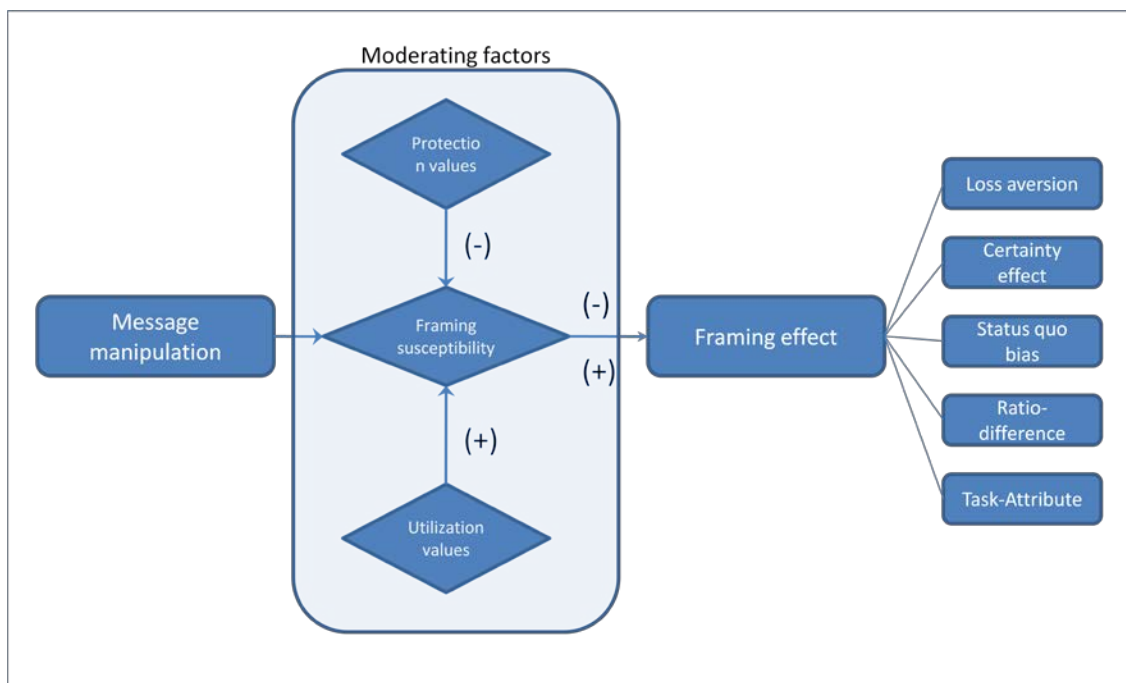 Moderating factors
Protectio
n values
(-)
Message
manipulation
Framing
susceptibility
(-)
(+)
Framing effect
(+)
Utilization
values
Loss aversion
Certainty
effect
Status quo
bias
Ratio-
difference
Task-Attribute